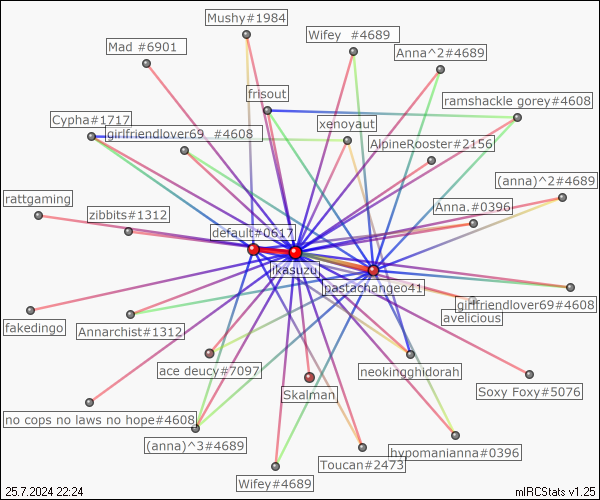 Mushy#1984
Wifey #4689
Mad #6901
Anna^2#4689
frisout
ramshackle gorey#4608
Cypha#1717
xenoyaut
girlfriendlover69 #4608
AlpineRooster#2156
(anna)^2#4689
rattgaming
zibbits#1312
Anna.#0396
default#0617
ikasuzu
pastachangeo41
girlfriendlover69#4608
avelicious
fakedingo
Annarchist#1312
ace deucy#7097
neokingghidorah
Skalman
Soxy Foxy#5076
no cops no laws no hope#4608
(anna)^3#4689
hypomanianna#0396
Toucan#2473
Wifey#4689
25.7.2024 22:24
mIRCStats v1.25